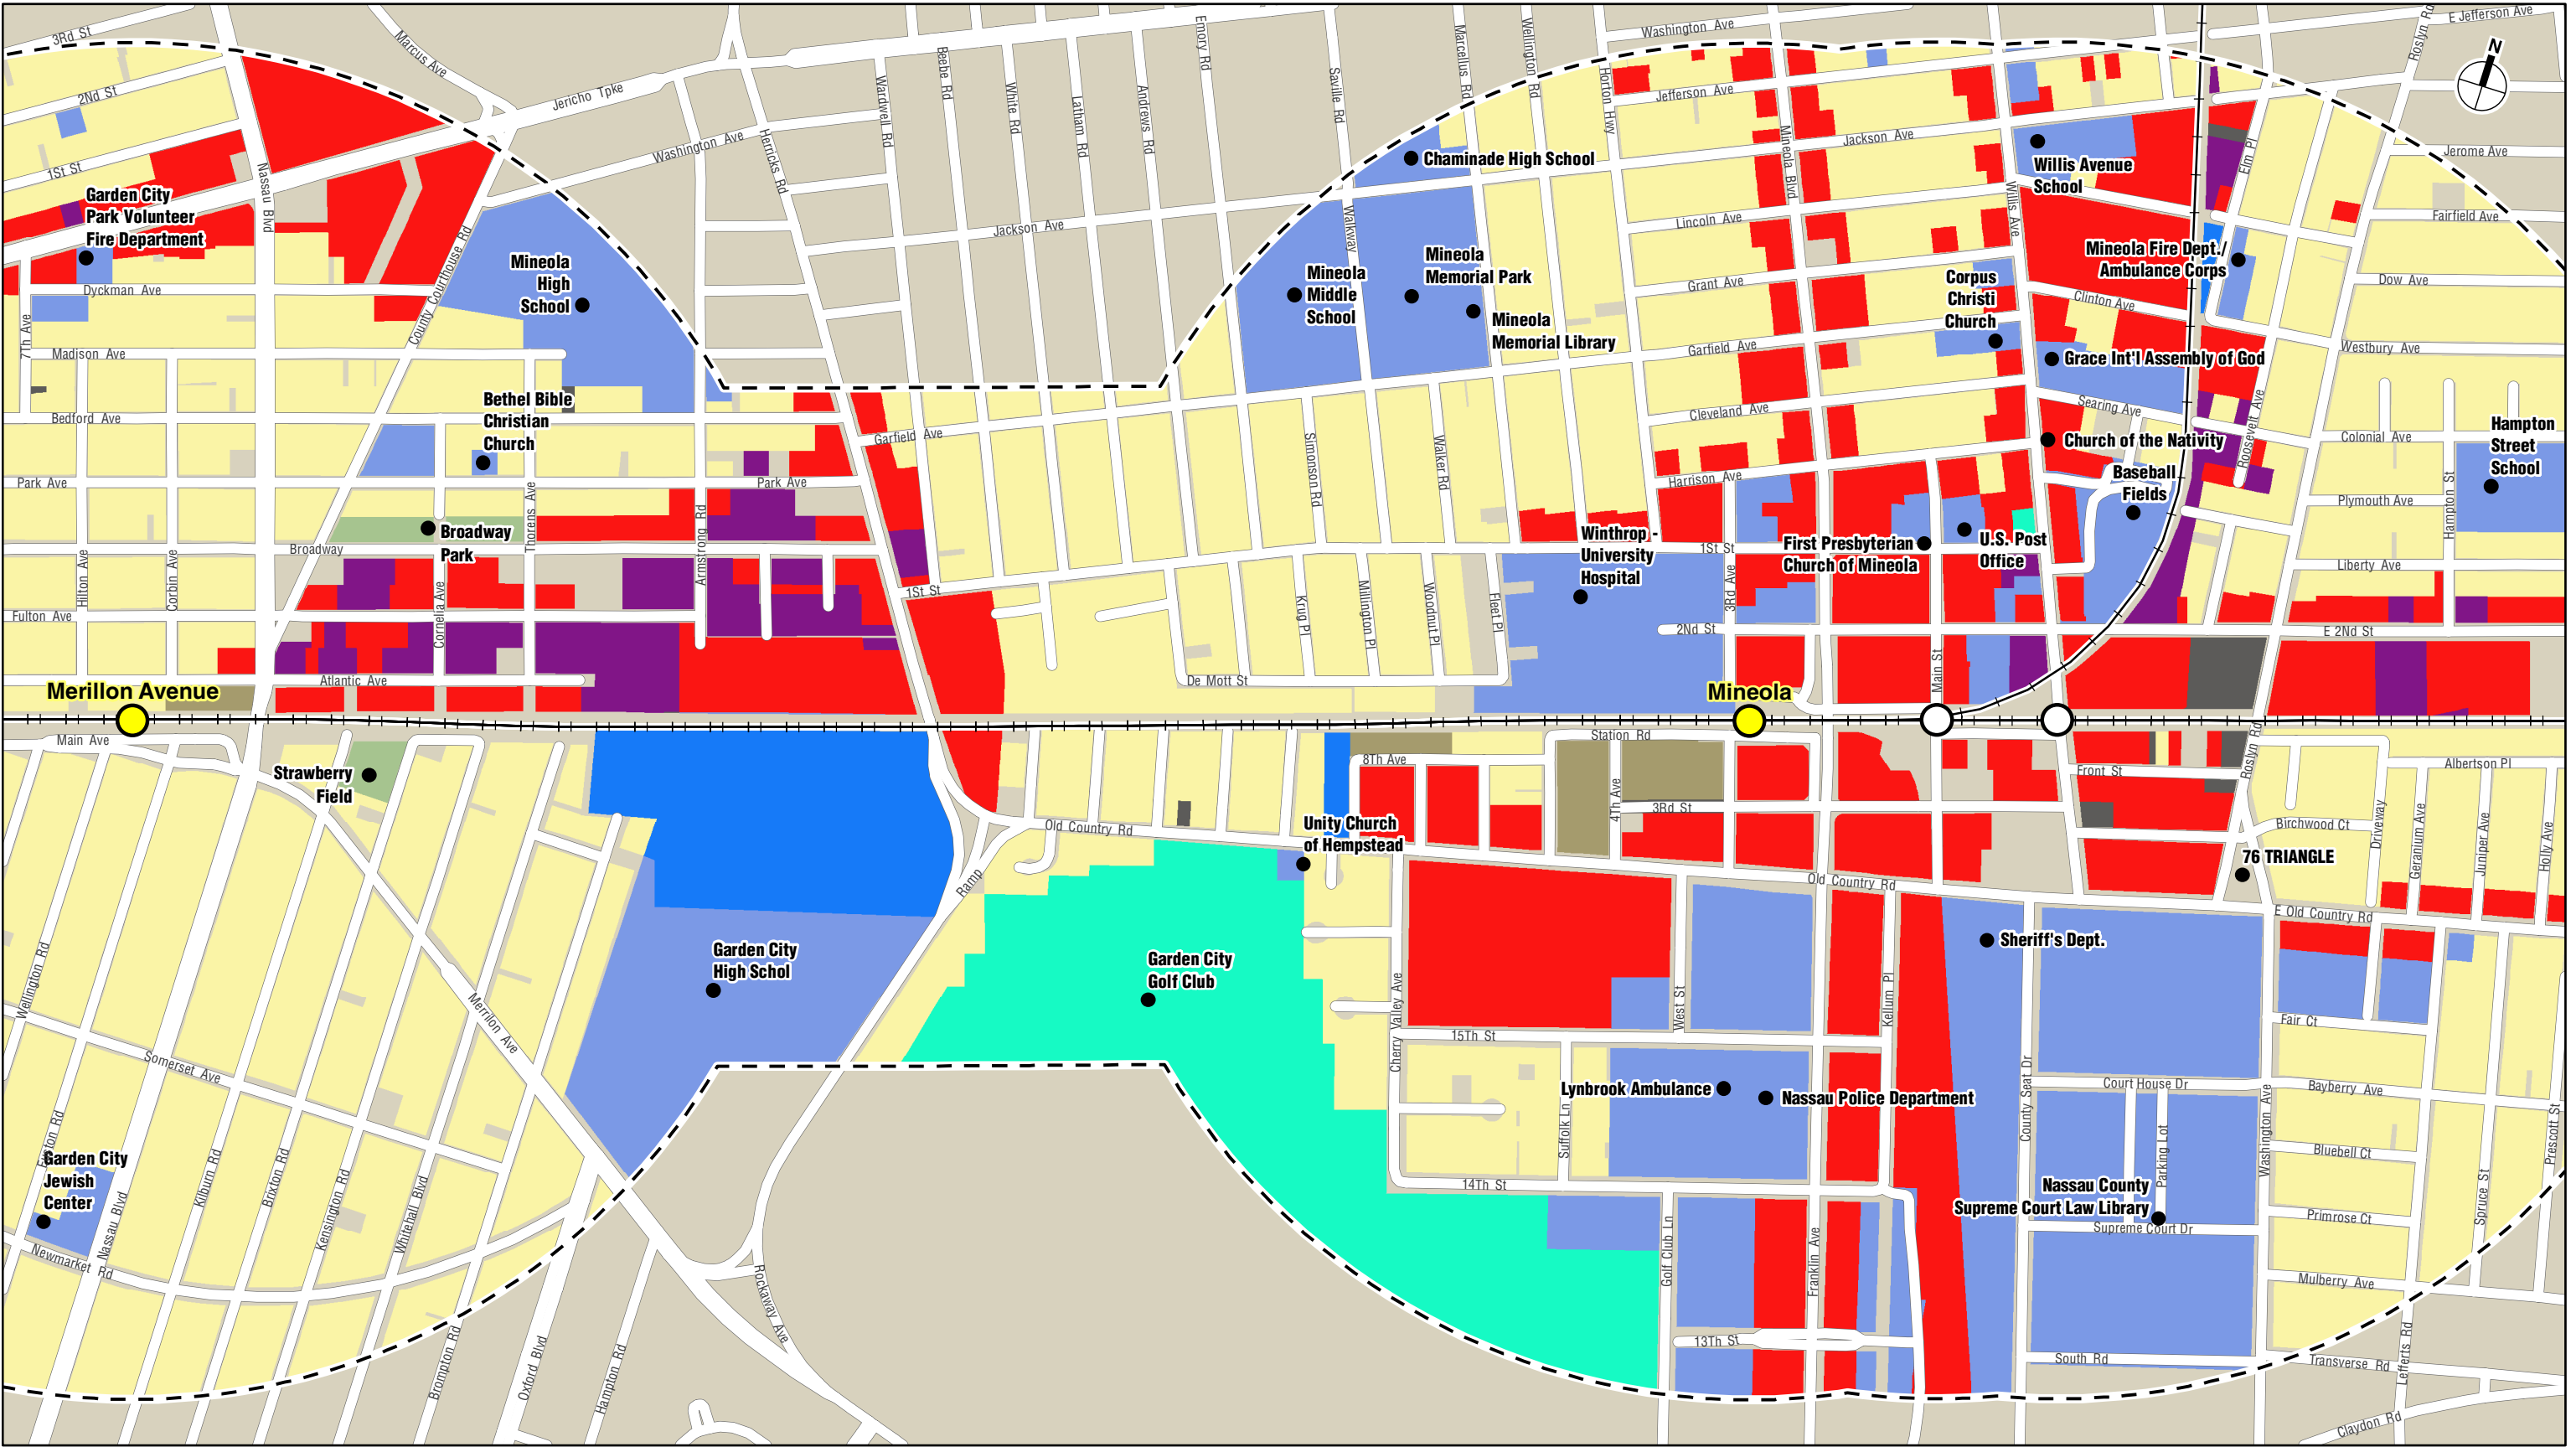 3Rd St
Marcus Ave
Jericho Tpke
2Nd St
1St St
Nassau Blvd
Washington Ave
Herricks Rd
Wardwell Rd
Beebe Rd
White Rd
Latham Rd
Andrews Rd
Emory Rd
Saville Rd
Marcellus Rd
Wellington Rd
Horton Hwy
Washington Ave
E Jefferson Ave
Roslyn Rd
N
Jefferson Ave
Mineola Blvd
Jackson Ave
Willis Ave
Elm Pl
Jerome Ave
Chaminade High School
Willis Avenue
School
Garden City
Park Volunteer
Fire Department
Jackson Ave
Walkway
Lincoln Ave
Fairfield Ave
Mineola
High
School
County Courthouse Rd
Mineola
Middle
School
Mineola
Memorial Park
Mineola
Memorial Library
Mineola Fire Dept./
Ambulance Corps
Corpus
Christi
Church
Grant Ave
Clinton Ave
Dow Ave
Dyckman Ave
7Th Ave
Madison Ave
Garfield Ave
Grace Int'l Assembly of God
Westbury Ave
Bethel Bible
Christian
Church
Bedford Ave
Garfield Ave
Cleveland Ave
Searing Ave
Roosevelt Ave
Church of the Nativity
Colonial Ave
Hampton
Street
School
Simonson Rd
Walker Rd
Park Ave
Park Ave
Harrison Ave
Baseball
Fields
Plymouth Ave
Hampton St
Thorens Ave
Armstrong Rd
Broadway
Park
Broadway
Hilton Ave
Corbin Ave
Cornelia Ave
Winthrop -
University
Hospital
1St St
First Presbyterian
Church of Mineola
U.S. Post
Office
Liberty Ave
1St St
Krug Pl
Millington Pl
Woodnut Pl
Fleet Pl
3Rd Ave
Fulton Ave
2Nd St
E 2Nd St
Main St
Atlantic Ave
De Mott St
Merillon Avenue
Mineola
Main Ave
Station Rd
8Th Ave
Strawberry
Field
Front St
Roslyn Rd
Albertson Pl
4Th Ave
3Rd St
Old Country Rd
Unity Church
of Hempstead
Birchwood Ct
Driveway
Geranium Ave
Juniper Ave
Holly Ave
76 TRIANGLE
Ramp
Old Country Rd
E Old Country Rd
Garden City
High Schol
Garden City
Golf Club
Sheriff's Dept.
Wellington Rd
Merrilon Ave
Cherry Valley Ave
West St
Kellum Pl
Fair Ct
15Th St
Somerset Ave
Lynbrook Ambulance
Nassau Police Department
County Seat Dr
Court House Dr
Bayberry Ave
Washington Ave
Suffolk Ln
Parking Lot
Prescott St
Bluebell Ct
Garden City
Jewish
Center
Kilburn Rd
Brixton Rd
Kensington Rd
Whitehall Blvd
Nassau Blvd
14Th St
Nassau County
Supreme Court Law Library
Supreme Court Dr
Primrose Ct
Spruce St
Newmarket Rd
Golf Club Ln
Franklin Ave
Mulberry Ave
Rockaway Ave
13Th St
South Rd
Transverse Rd
Lefferts Rd
Brompton Rd
Oxford Blvd
Hampton Rd
Claydon Rd